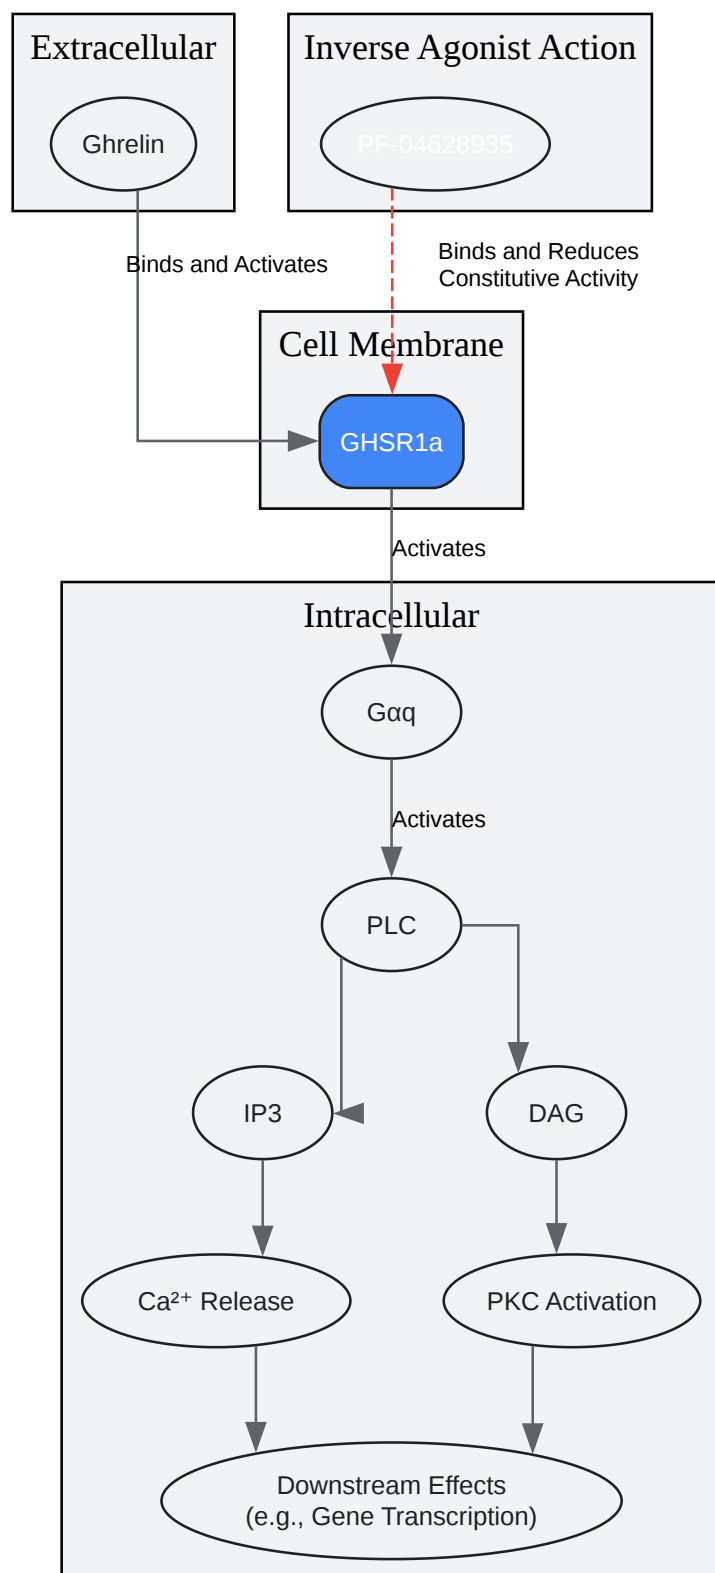 Extracellular
Inverse Agonist Action
Ghrelin
PF-04628935
Binds and Activates
Binds and Reduces
Constitutive Activity
Cell Membrane
GHSR1a
Activates
Intracellular
Gαq
Activates
PLC
IP3
DAG
Ca²⁺ Release
PKC Activation
Downstream Effects
(e.g., Gene Transcription)